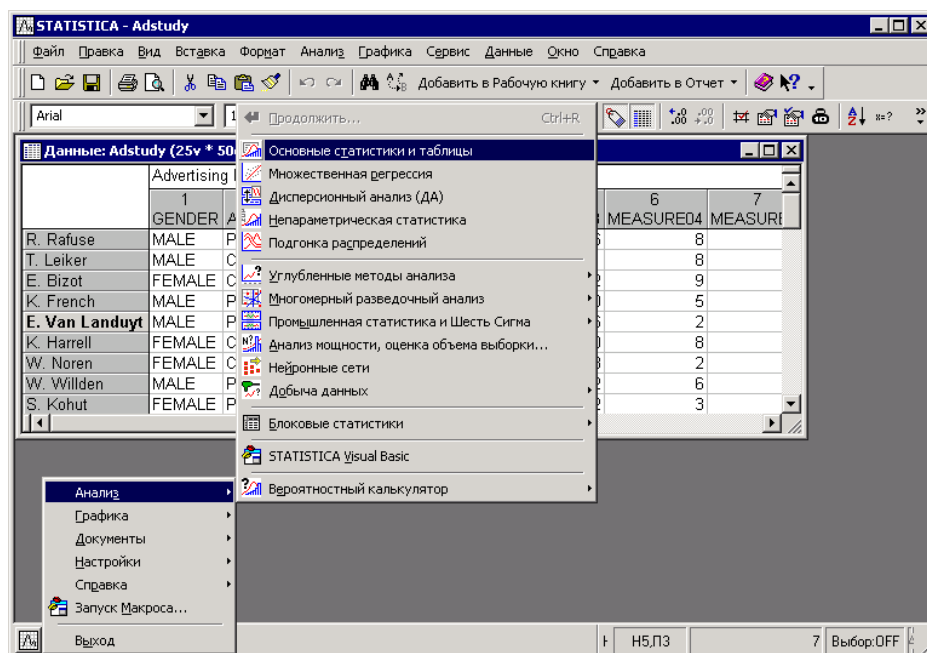 STATISTICA - Adstudy
Файл Правка Вид Вставка Формат Анализ Графика Сервис Данные Окно Справка
Добавить в Рабочую книгу Добавить в Отчет
Arial 1
Продолжить... Ctrl+R
Основные статистики и таблицы
Множественная регрессия
Дисперсионный анализ (ДА)
Непараметрическая статистика
Подгонка распределений
Углубленные методы анализа
Многомерный разведочный анализ
Промышленная статистика и Шесть Сигма
Анализ мощности, оценка объема выборки...
Нейронные сети
Добыча данных
Блоковые статистики
STATISTICA Visual Basic
Вероятностный калькулятор
Данные: Adstudy (25v * 50
Advertising
1 6 7
GENDER MEASURE04 MEASURE
R. Rafuse MALE P 8
T. Leiker MALE C 8
E. Bizot FEMALE C 9
K. French MALE P 5
E. Van Landuyt MALE P 2
K. Harrell FEMALE C 8
W. Noren FEMALE C 2
W. Willden MALE P 6
S. Kohut FEMALE P 3
Анализ
Графика
Документы
Настройки
Справка
Запуск Макроса...
Выход
Н5,П3 7 Выбор:OFF